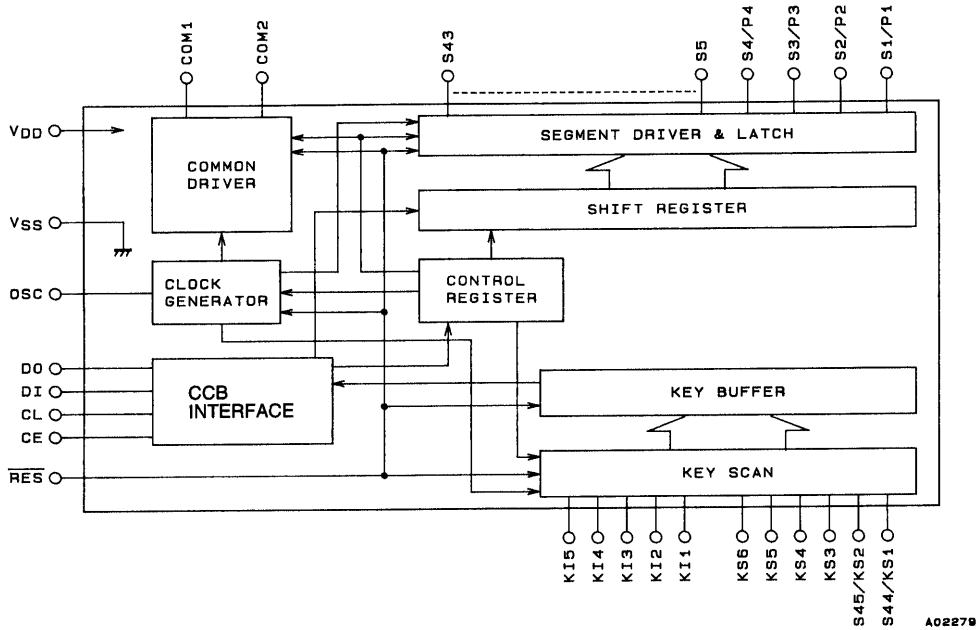 COM1
COM2
S43
S5
S4/P4
S3/P3
S2/P2
S1/P1
VDD
COMMON
DRIVER
SEGMENT DRIVER & LATCH
VSS
SHIFT REGISTER
OSC
CLOCK
GENERATOR
CONTROL
REGISTER
DO
DI
CL
CE
CCB
INTERFACE
KEY BUFFER
RES
KEY SCAN
KI5
KI4
KI3
KI2
KI1
KS6
KS5
KS4
KS3
S45/KS2
S44/KS1
A02279